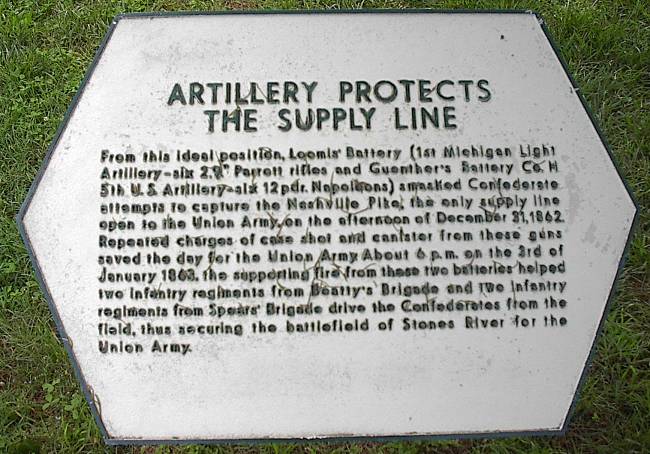 ARTILLERY PROTECTS
THE SUPPLY LINE
From this ideal position, Loomis' Battery (1st Michigan Light
Artillery-six 2.9" Parrott rifles and Guenther's Battery Co. H
5th U.S. Artillery-six 12 pdr. Napoleons) smashed Confederate
attempts to capture the Nashville Pike, the only supply line
open to the Union Army, on the afternoon of December 31, 1862.
Repeated charges of case shot and canister from these guns
saved the day for the Union Army. About 6 p.m. on the 3rd of
January 1863, the supporting fire from these two batteries helped
two infantry regiments from Beatty's Brigade and two infantry
regiments from Spears' Brigade drive the Confederates from the
field, thus securing the battlefield of Stones River for the
Union Army.